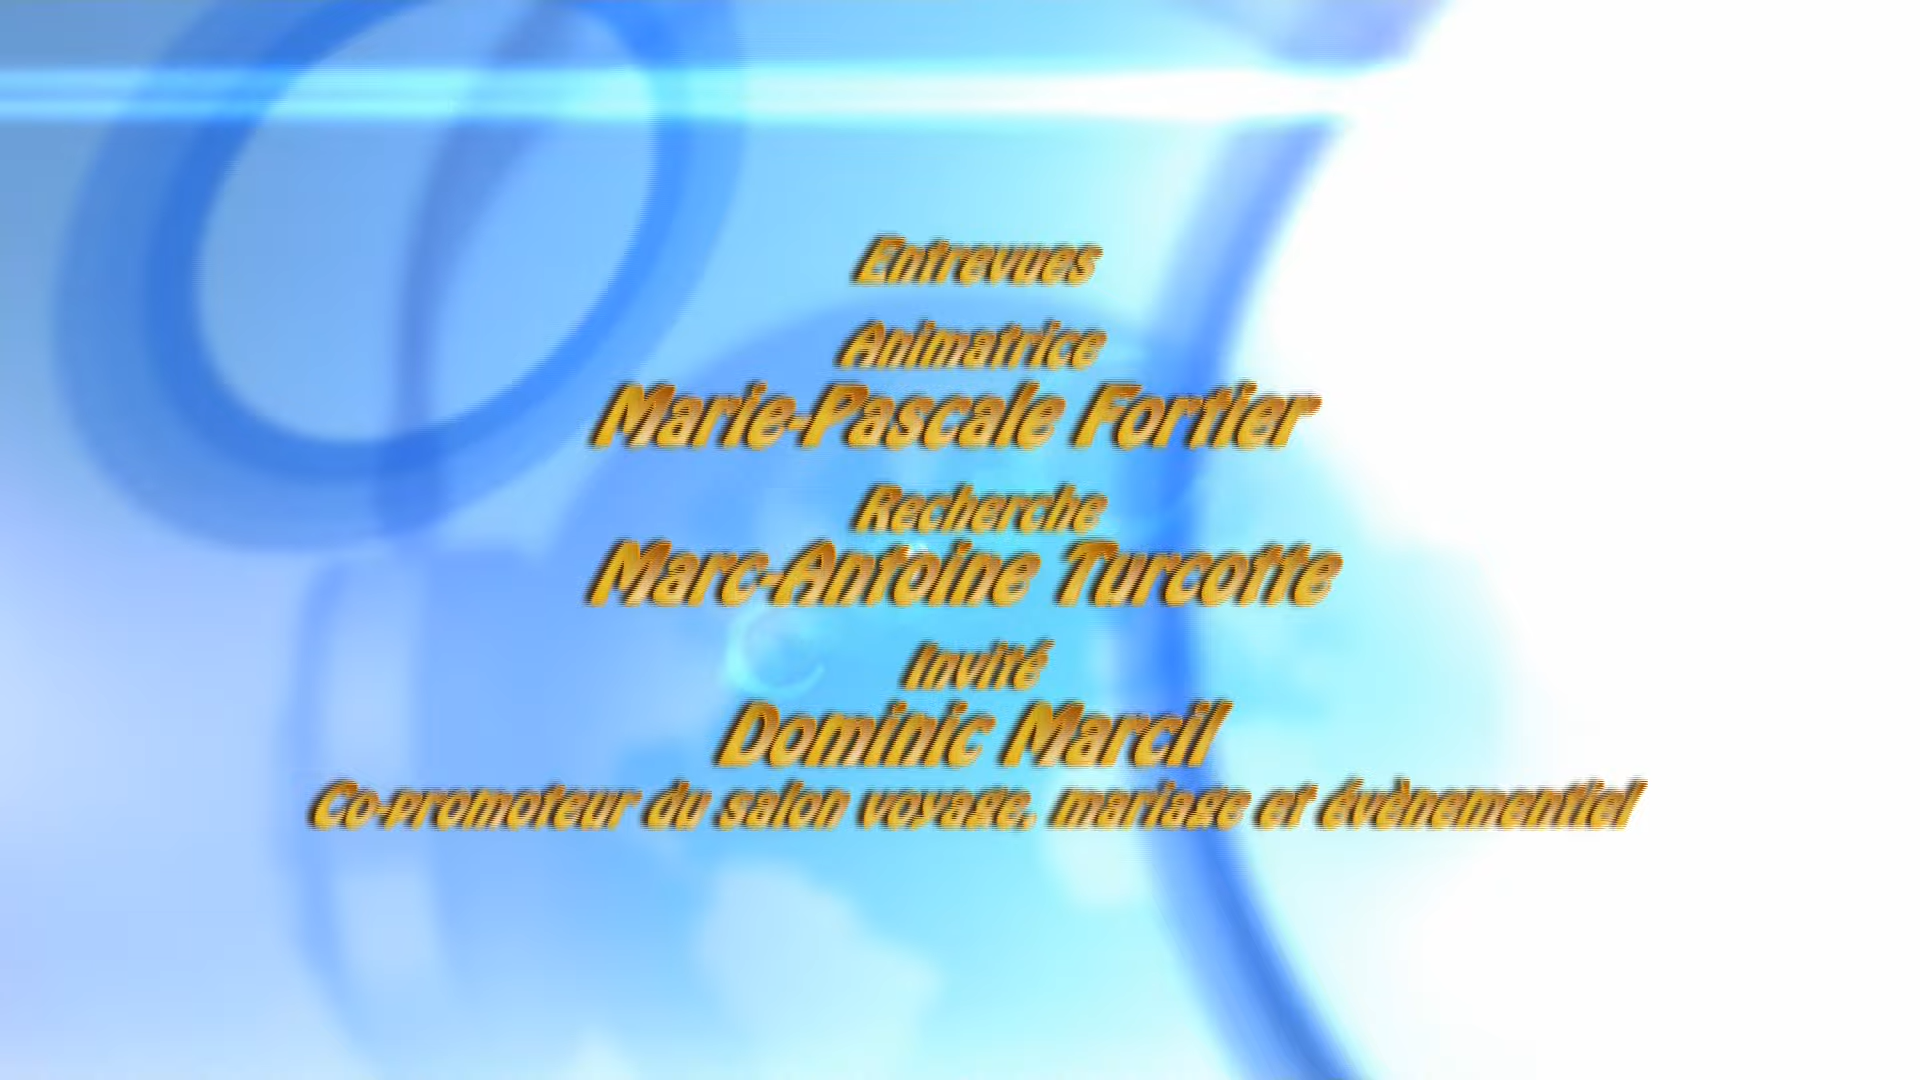 Entrevues
Animatrice
Marie-Pascale Fortier
Recherche
Marc-Antoine Turcotte
Invité
Dominic Marcil
Co-promoteur du salon voyage, mariage et évènementiel